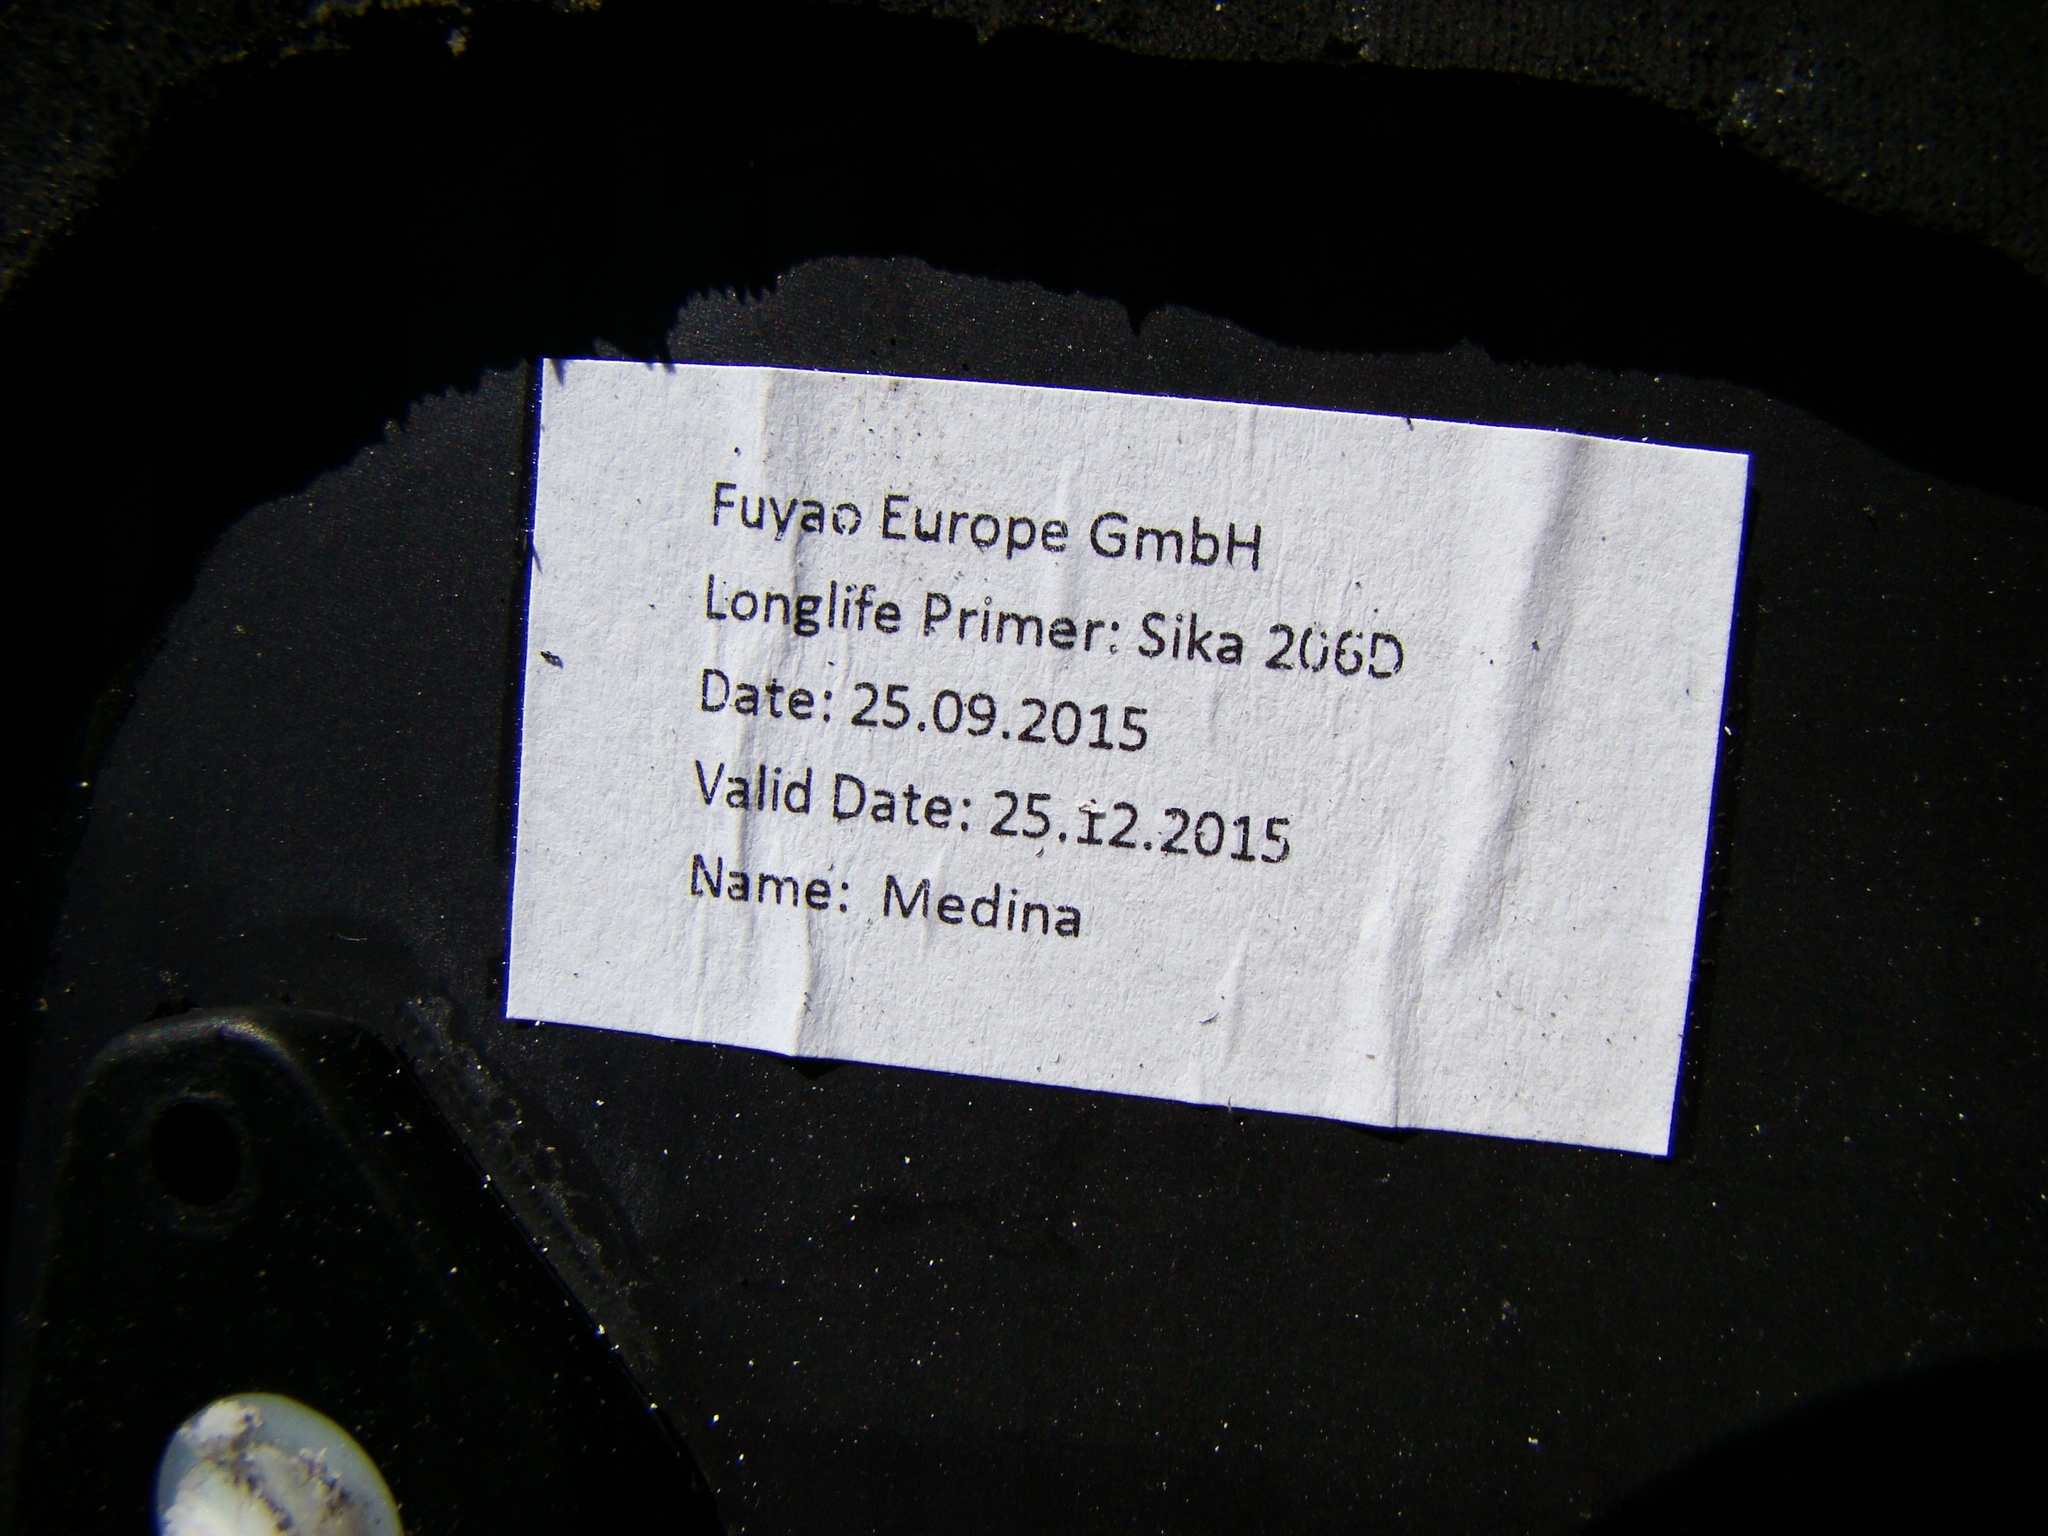 Fuyao Europe GmbH
Longlife Primer: Sika 206D
Date: 25.09.2015
Valid Date: 25.12.2015
Name: Medina